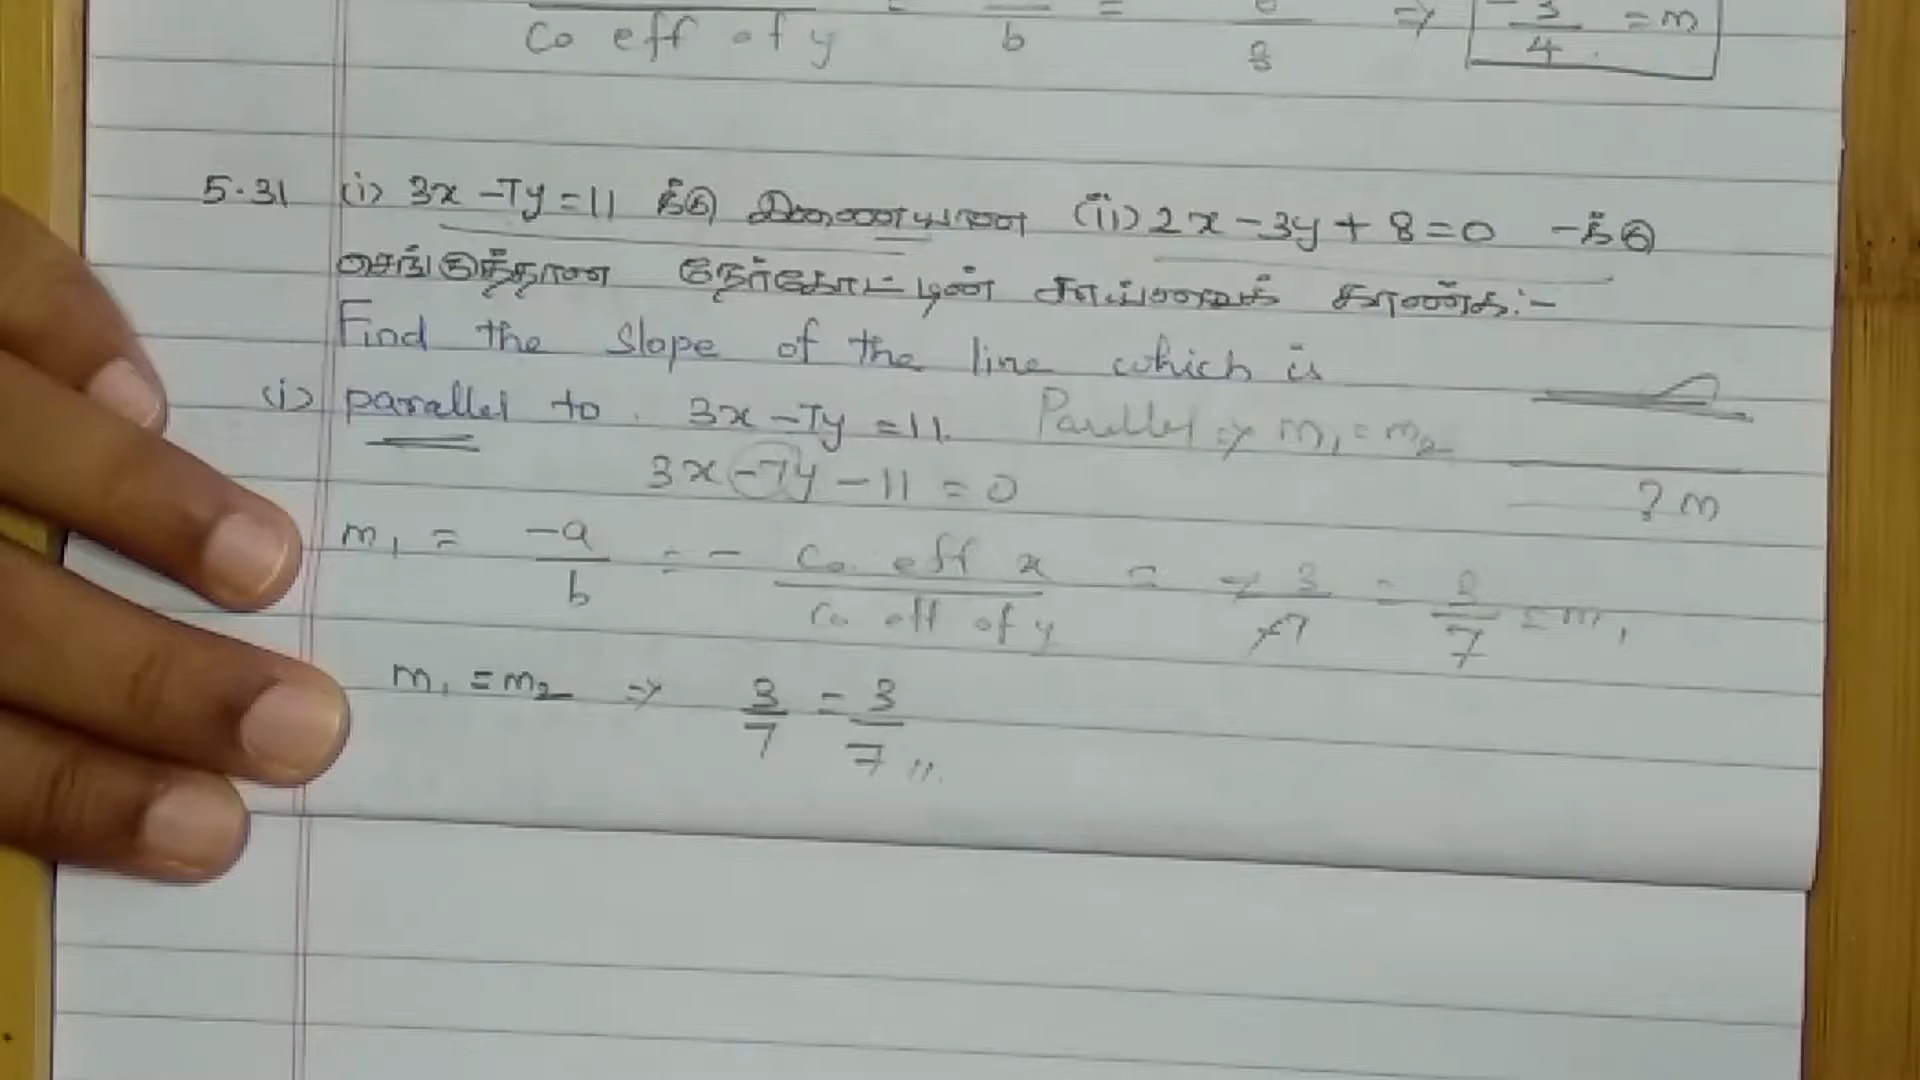 Co eff of y = b = 8 ⇒ -3/4 = m
5.31 (i) 3x - 7y = 11 க்கு இணையான (ii) 2x - 3y + 8 = 0 -க்கு
செங்குத்தான நேர்கோட்டின் சாய்வைக் காண்க:-
Find the slope of the line which is
(i) parallel to 3x - 7y = 11. Parallel ⇒ m₁ = m₂
3x - 7y - 11 = 0
? m
m₁ = -a/b = - Co eff x / Co eff of y = -3/-7 = 3/7 = m₁
m₁ = m₂ ⇒ 3/7 = 3/7 //.